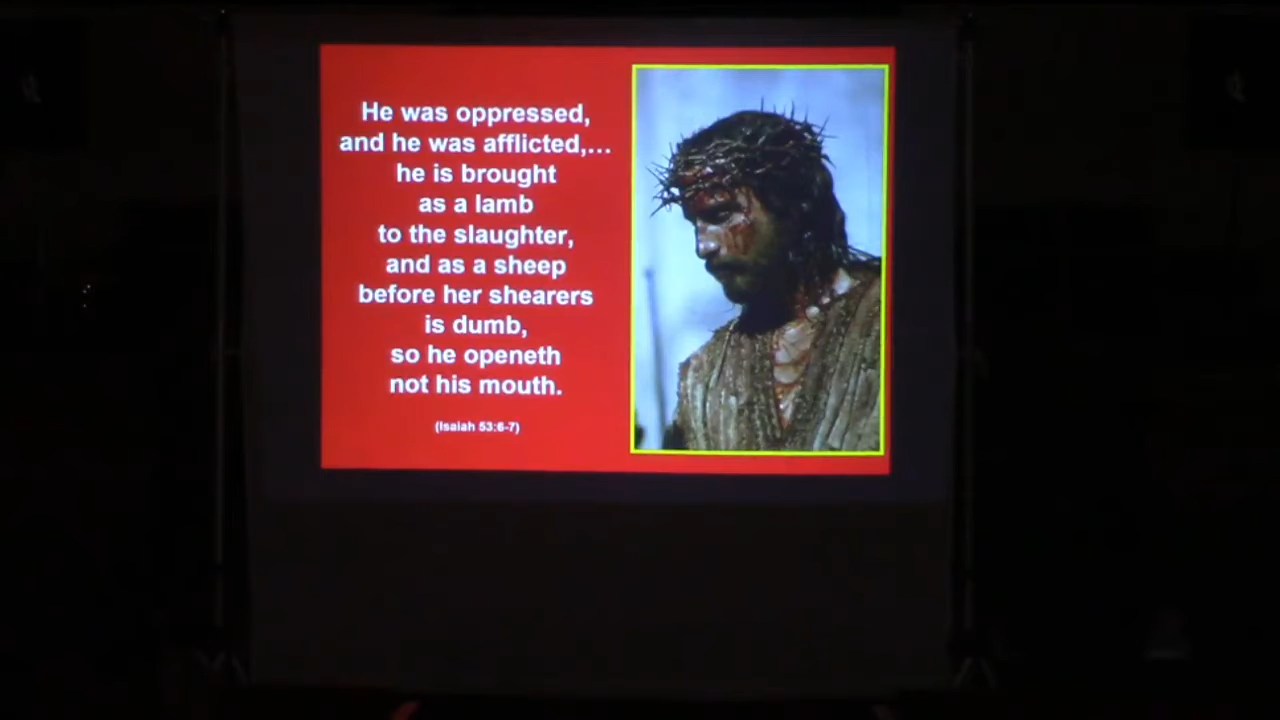 He was oppressed,
and he was afflicted,...
he is brought
as a lamb
to the slaughter,
and as a sheep
before her shearers
is dumb,
so he openeth
not his mouth.
(Isaiah 53:6-7)